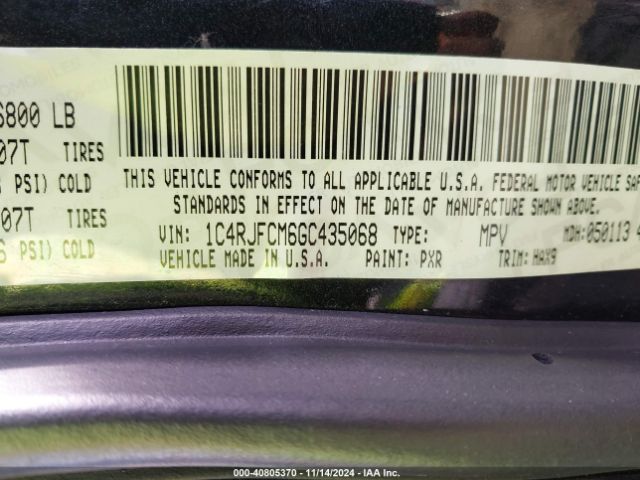 6800 LB
07T TIRES
PSI) COLD
07T TIRES
PSI) COLD
THIS VEHICLE CONFORMS TO ALL APPLICABLE U.S.A. FEDERAL MOTOR VEHICLE SAF
STANDARDS IN EFFECT ON THE DATE OF MANUFACTURE SHOWN ABOVE.
VIN: 1C4RJFCM6GC435068 TYPE: MPV MDH:050113 4
VEHICLE MADE IN U.S.A. PAINT: PXR TRIM: HAX9
000-40805370 - 11/14/2024 - IAA Inc.